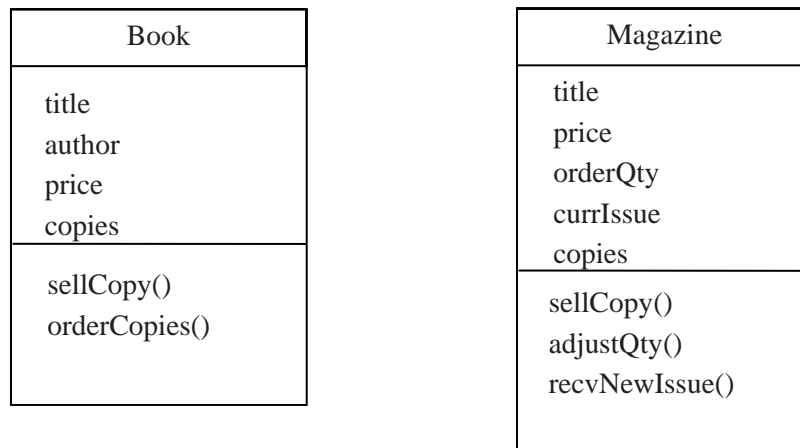 Book
title
author
price
copies
sellCopy()
orderCopies()
Magazine
title
price
orderQty
currIssue
copies
sellCopy()
adjustQty()
recvNewIssue()